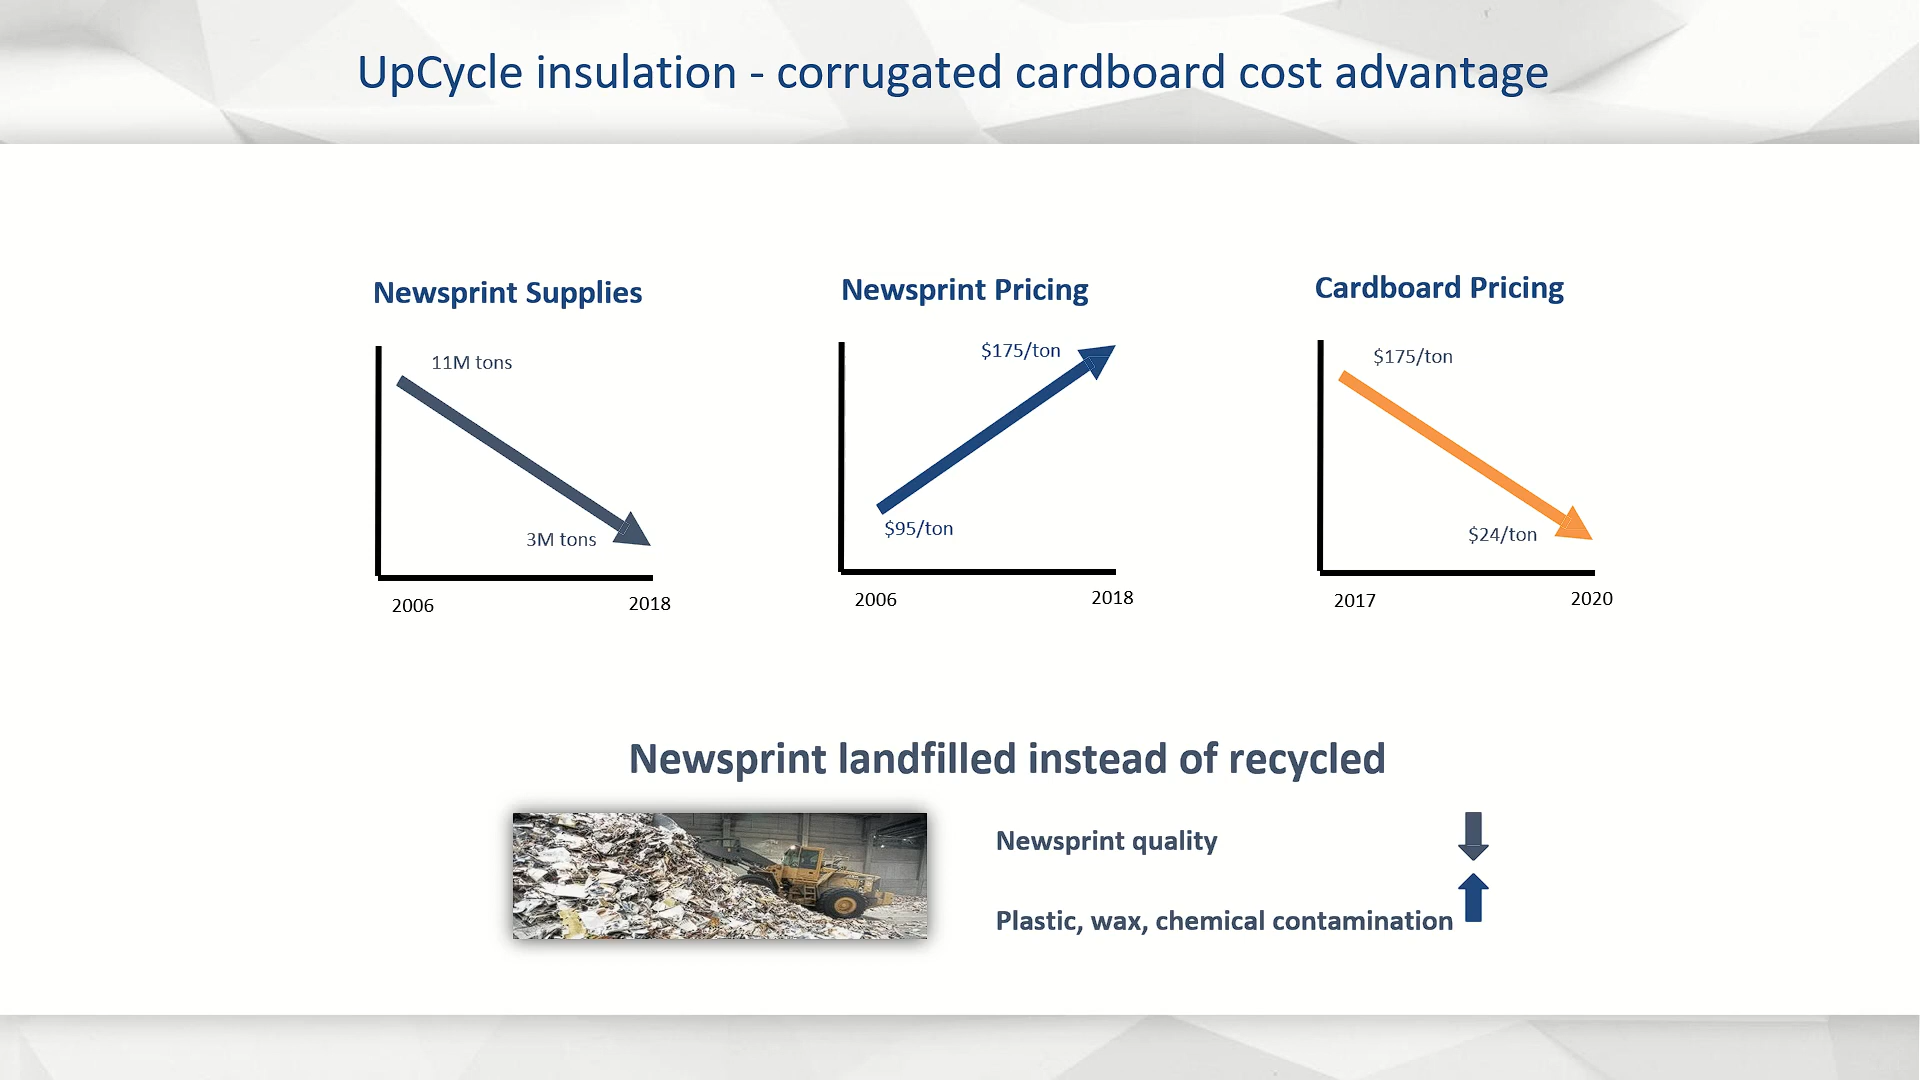 UpCycle insulation - corrugated cardboard cost advantage
Newsprint Supplies
11M tons
3M tons
2006
2018
Newsprint Pricing
$175/ton
$95/ton
2006
2018
Cardboard Pricing
$175/ton
$24/ton
2017
2020
Newsprint landfilled instead of recycled
Newsprint quality
Plastic, wax, chemical contamination